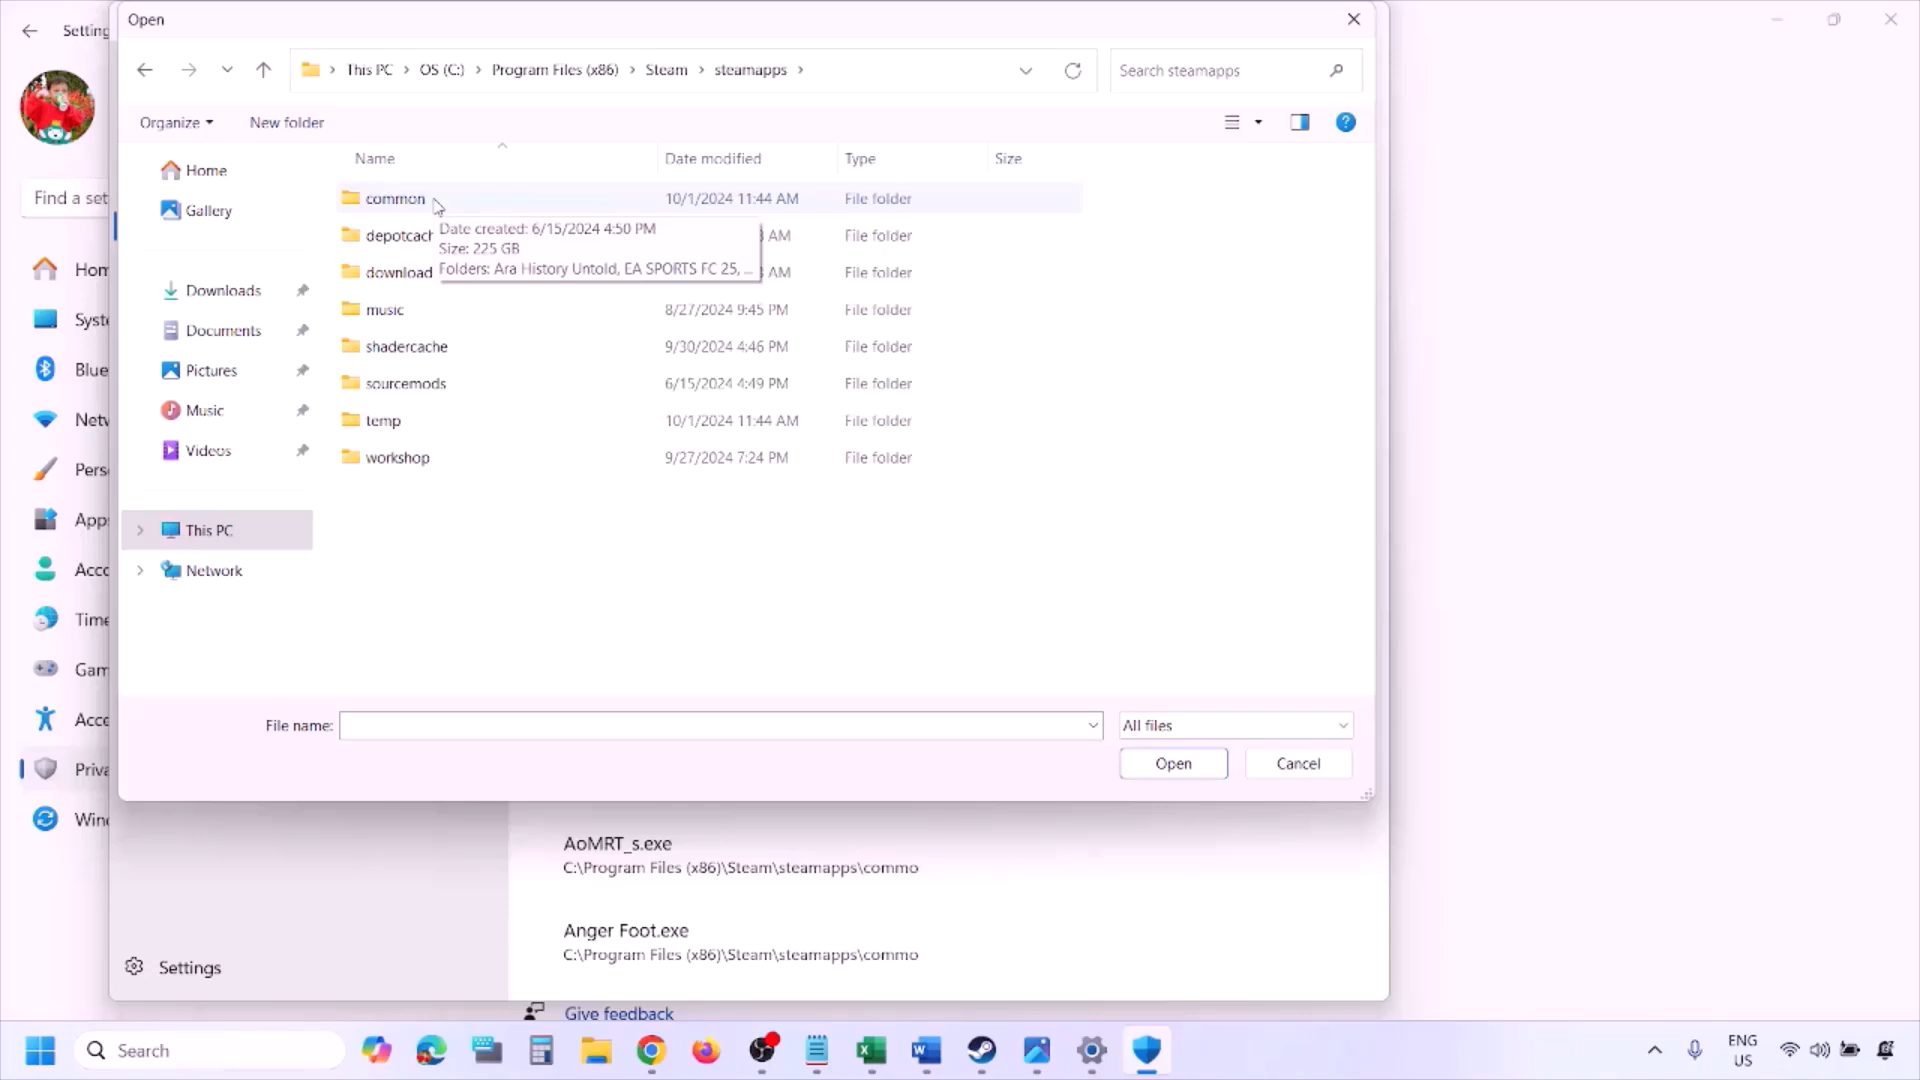 Open
Setting
This PC
OS (C:)
Program Files (x86)
Steam
steamapps
Search steamapps
Organize
New folder
Name
Date modified
Type
Size
Home
Gallery
Downloads
Documents
Pictures
Music
Videos
This PC
Network
common 10/1/2024 11:44 AM File folder
depotcach AM File folder
download AM File folder
Date created: 6/15/2024 4:50 PM
Size: 225 GB
Folders: Ara History Untold, EA SPORTS FC 25, ...
music 8/27/2024 9:45 PM File folder
shadercache 9/30/2024 4:46 PM File folder
sourcemods 6/15/2024 4:49 PM File folder
temp 10/1/2024 11:44 AM File folder
workshop 9/27/2024 7:24 PM File folder
File name:
All files
Open
Cancel
Find a set
Hom
Syste
Blue
Netw
Perso
Apps
Acco
Time
Gam
Acce
Priva
Wind
AoMRT_s.exe
C:\Program Files (x86)\Steam\steamapps\commo
Anger Foot.exe
C:\Program Files (x86)\Steam\steamapps\commo
Settings
Give feedback
Search
ENG
US